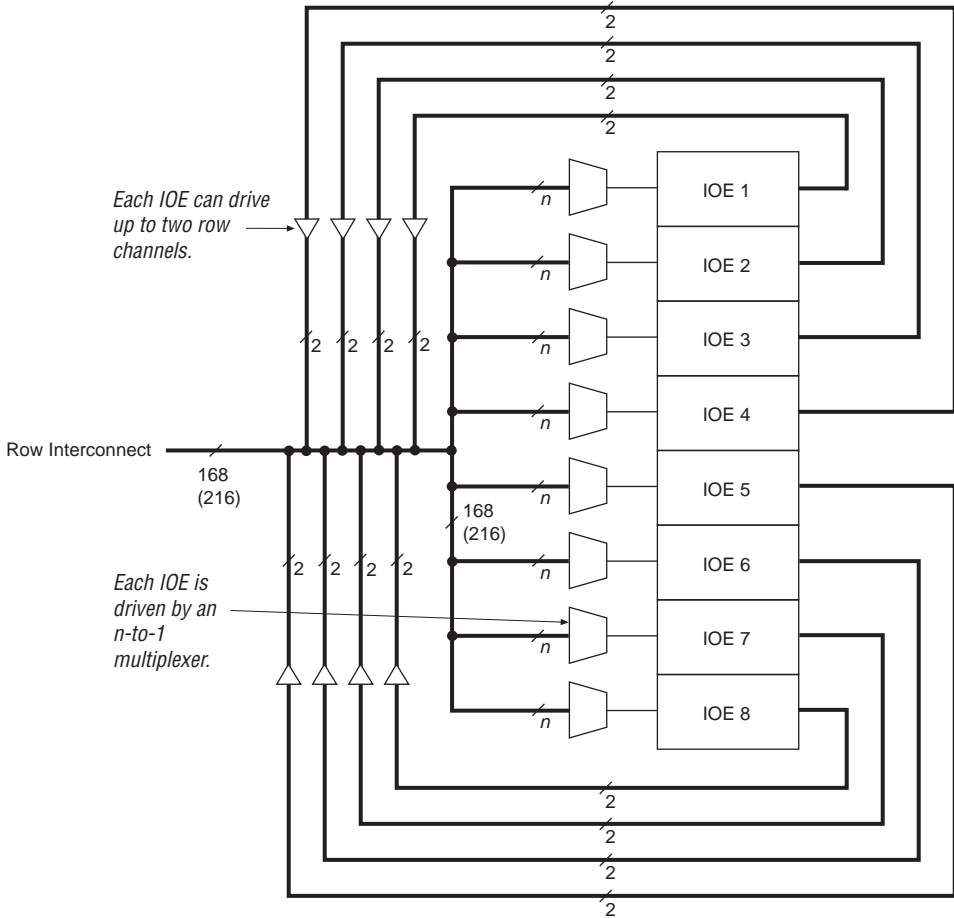 2
2
2
2
Each IOE can drive
up to two row
channels.
n
IOE 1
n
IOE 2
2
2
2
2
n
IOE 3
n
IOE 4
Row Interconnect
168
(216)
n
IOE 5
168
(216)
2
2
2
2
n
IOE 6
Each IOE is
driven by an
n-to-1
multiplexer.
n
IOE 7
n
IOE 8
2
2
2
2